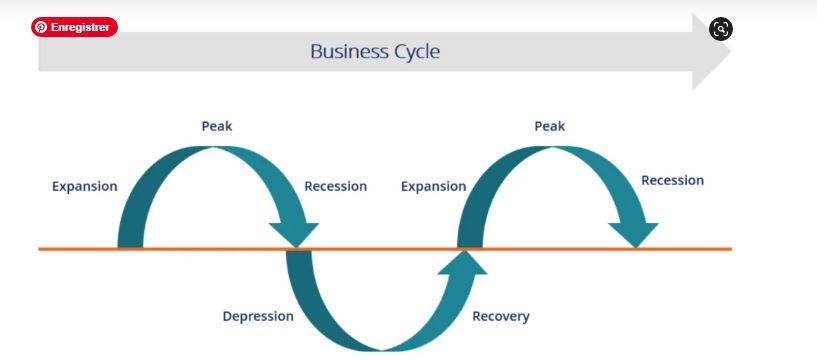 Enregistrer
Business Cycle
Peak
Peak
Expansion
Recession
Expansion
Recession
Depression
Recovery